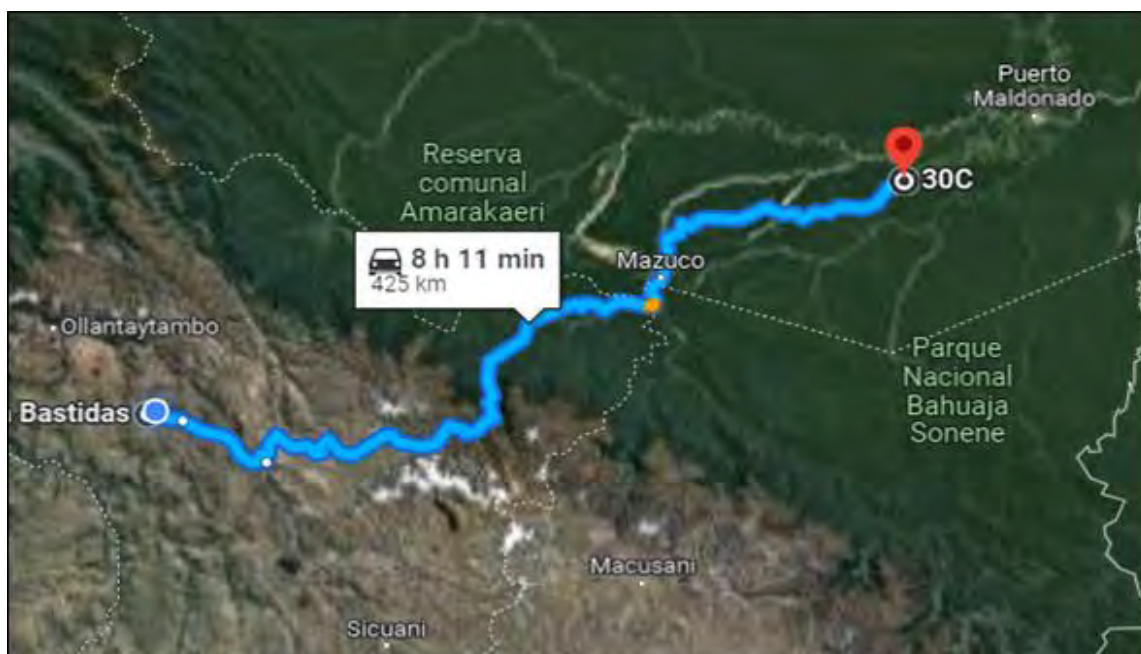 Puerto
Maldonado
30C
Reserva
comunal
Amarakaeri
8 h 11 min
425 km
Mazuco
Ollantaytambo
Parque
Nacional
Bahuaja
Sonene
Bastidas
Macusani
Sicuani